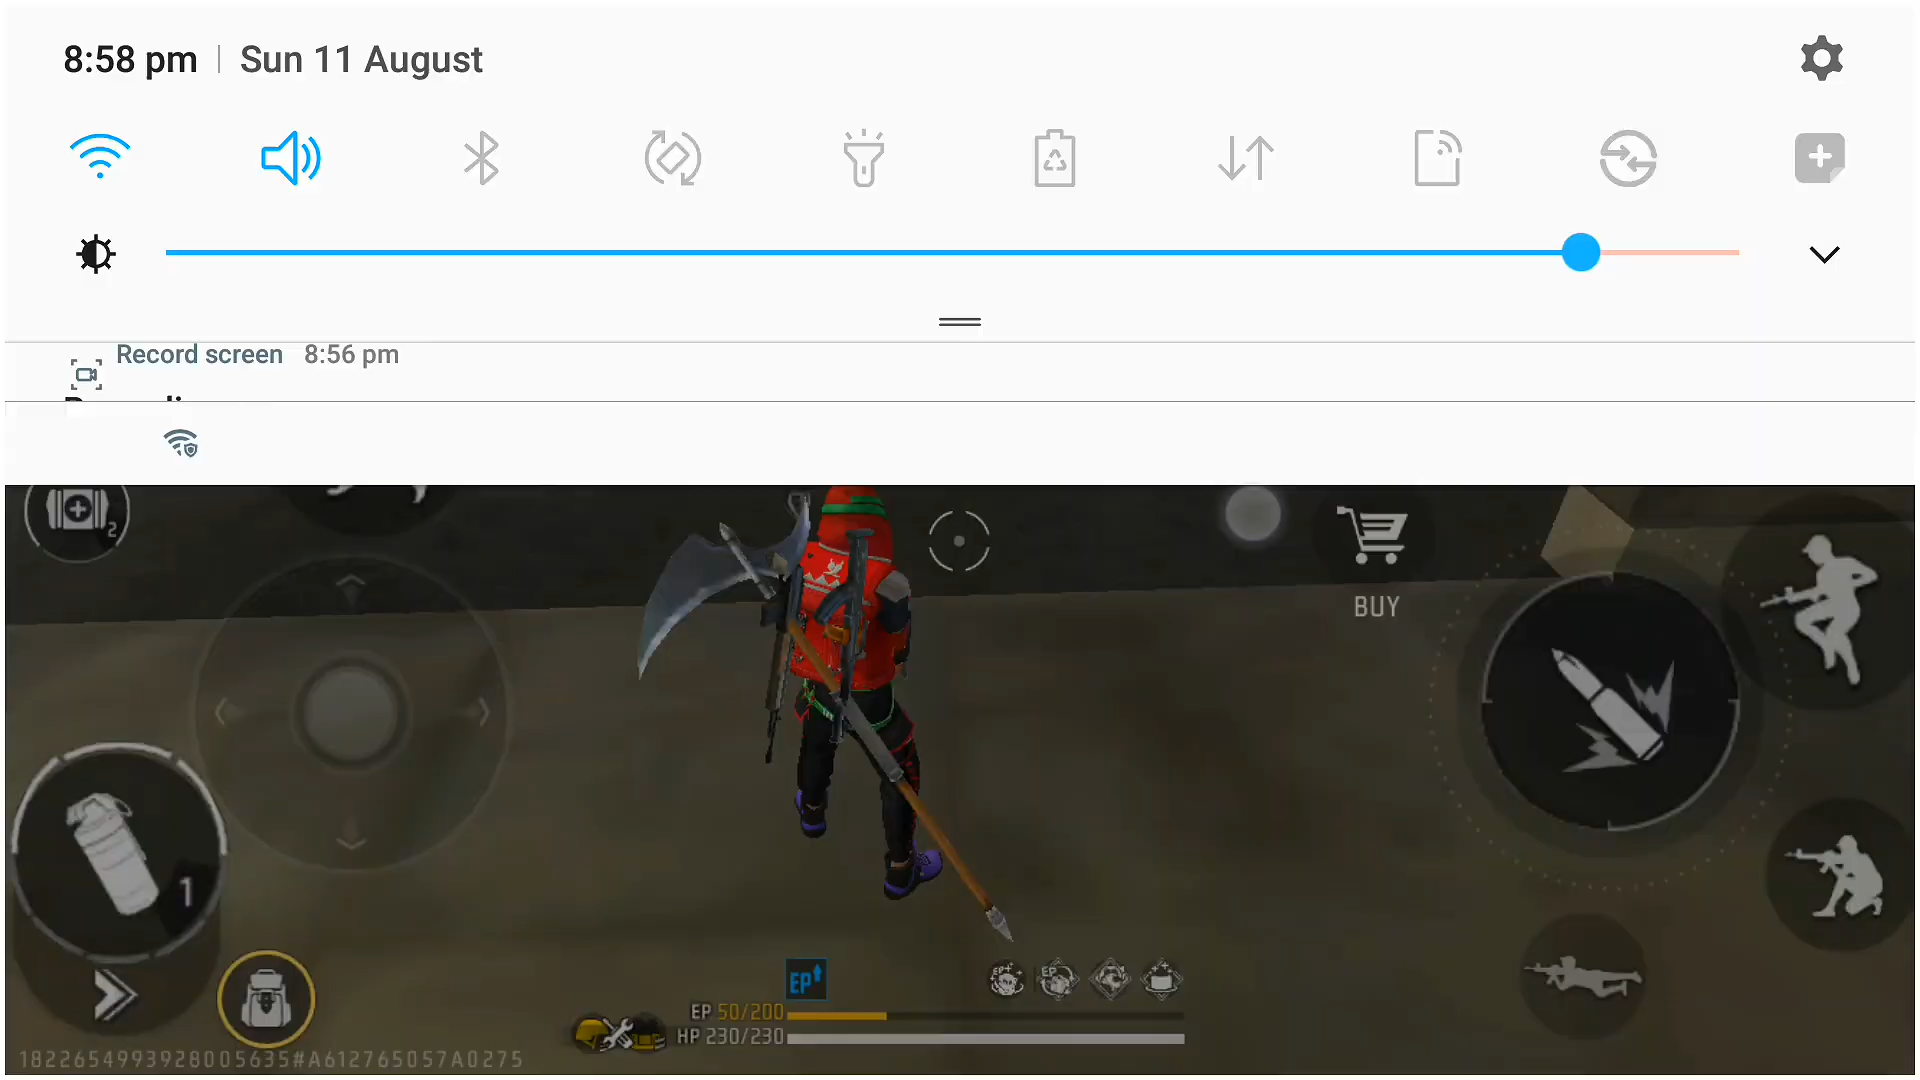 8:58 pm | Sun 11 August
Record screen 8:56 pm
2
BUY
1
EP↑
EP 50/200
HP 230/230
1822654993928005635#A612765057A0275